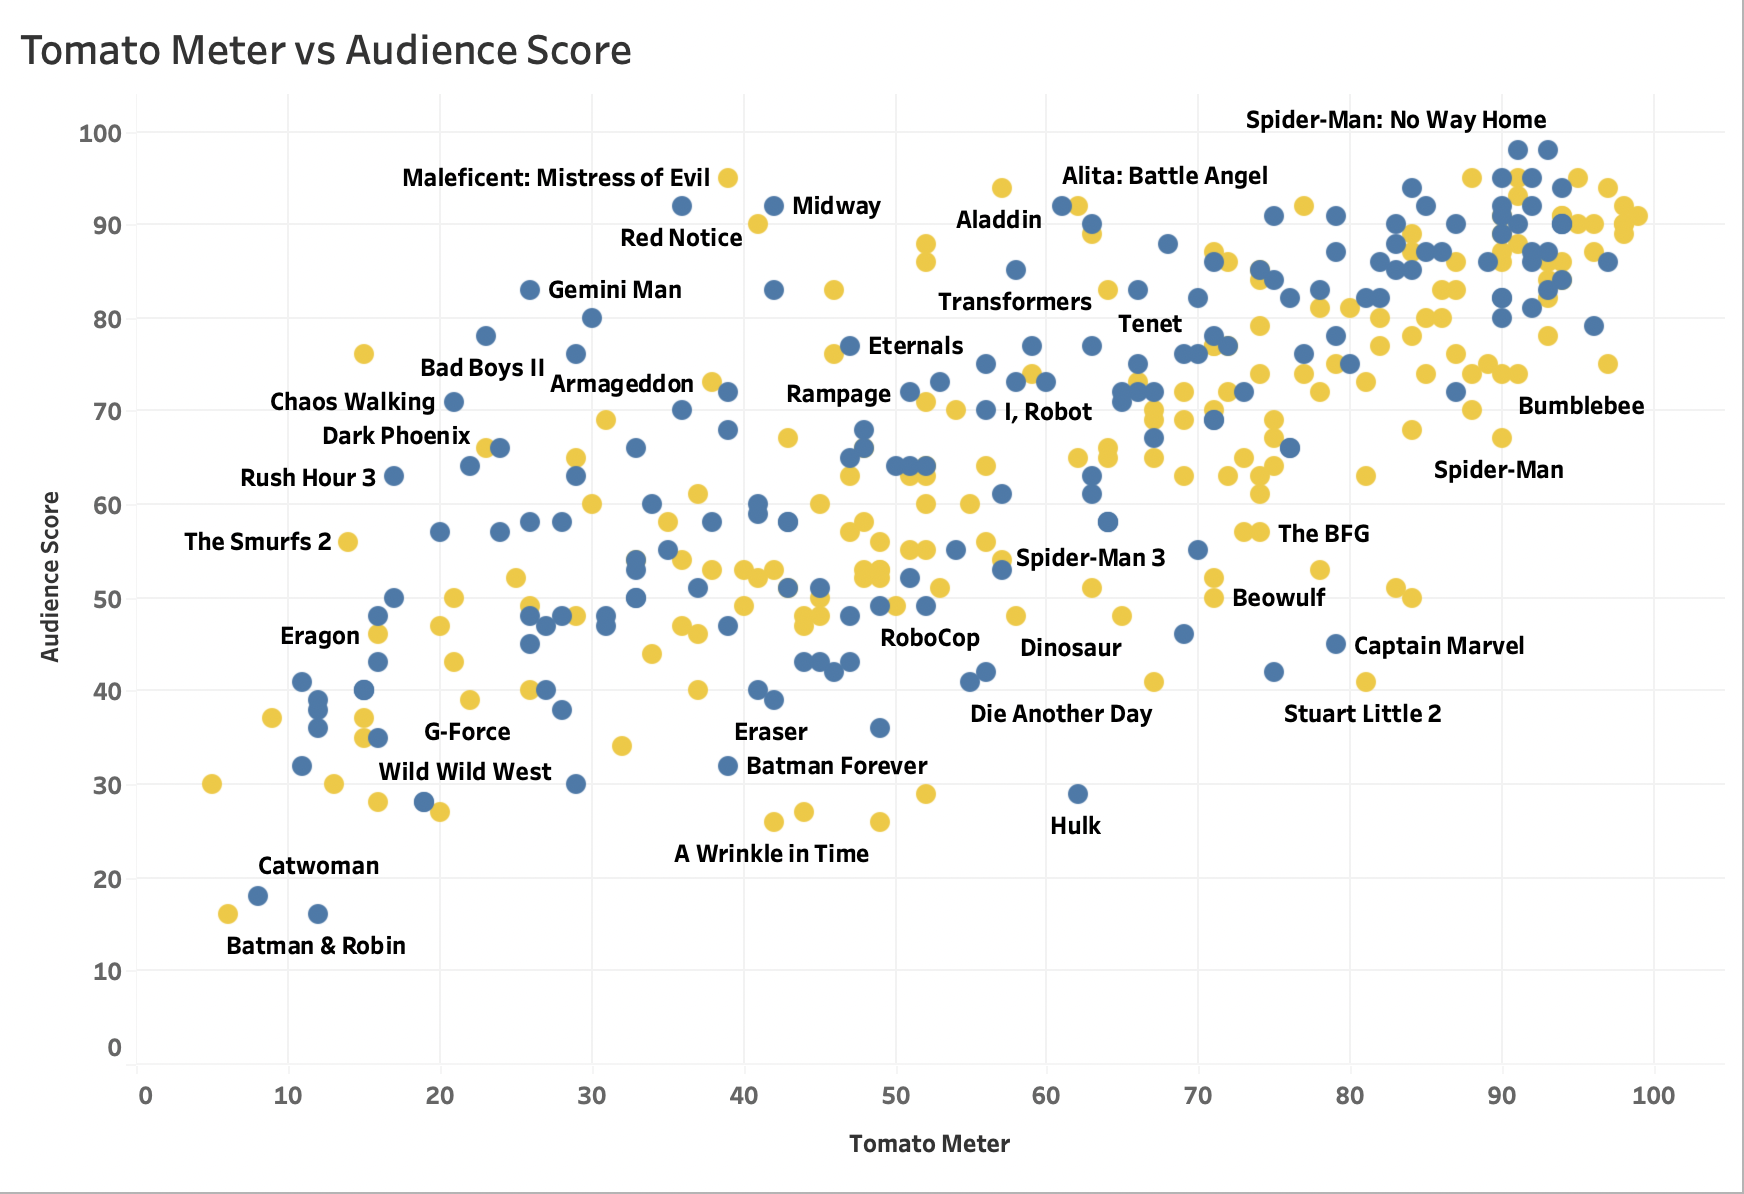 Tomato Meter vs Audience Score
Spider-Man: No Way Home
100
Maleficent: Mistress of Evil
Alita: Battle Angel
Midway
Aladdin
90
Red Notice
Gemini Man
Transformers
80
Tenet
Eternals
Bad Boys II
Armageddon
Rampage
Chaos Walking
70
I, Robot
Bumblebee
Dark Phoenix
Rush Hour 3
Spider-Man
60
The Smurfs 2
The BFG
Spider-Man 3
50
Beowulf
Eragon
RoboCop
Dinosaur
Captain Marvel
40
G-Force
Eraser
Die Another Day
Stuart Little 2
Wild Wild West
Batman Forever
30
Hulk
A Wrinkle in Time
20
Catwoman
Batman & Robin
10
0
Audience Score
0 10 20 30 40 50 60 70 80 90 100
Tomato Meter